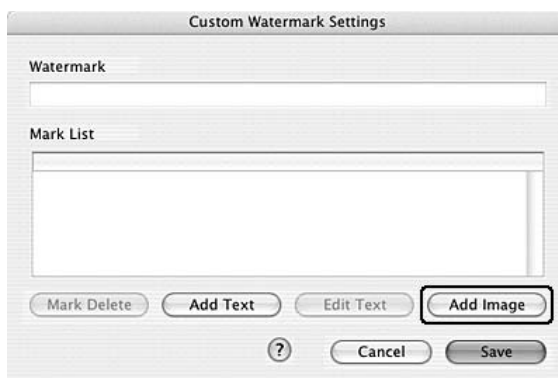 Custom Watermark Settings
Watermark
Mark List
Mark Delete Add Text Edit Text Add Image
? Cancel Save